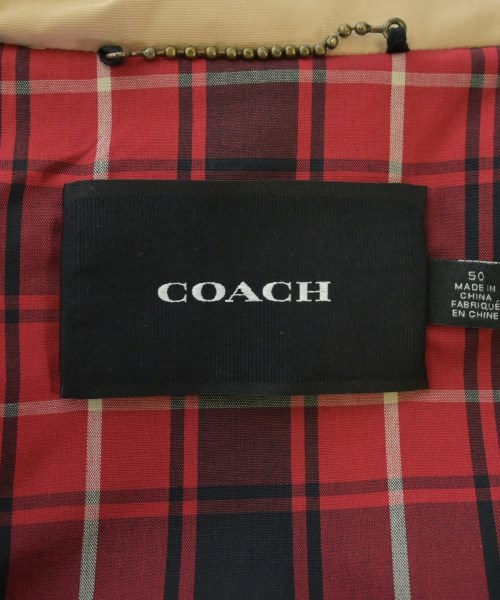 COACH
50
MADE IN
CHINA
FABRIQUÉ
EN CHINE